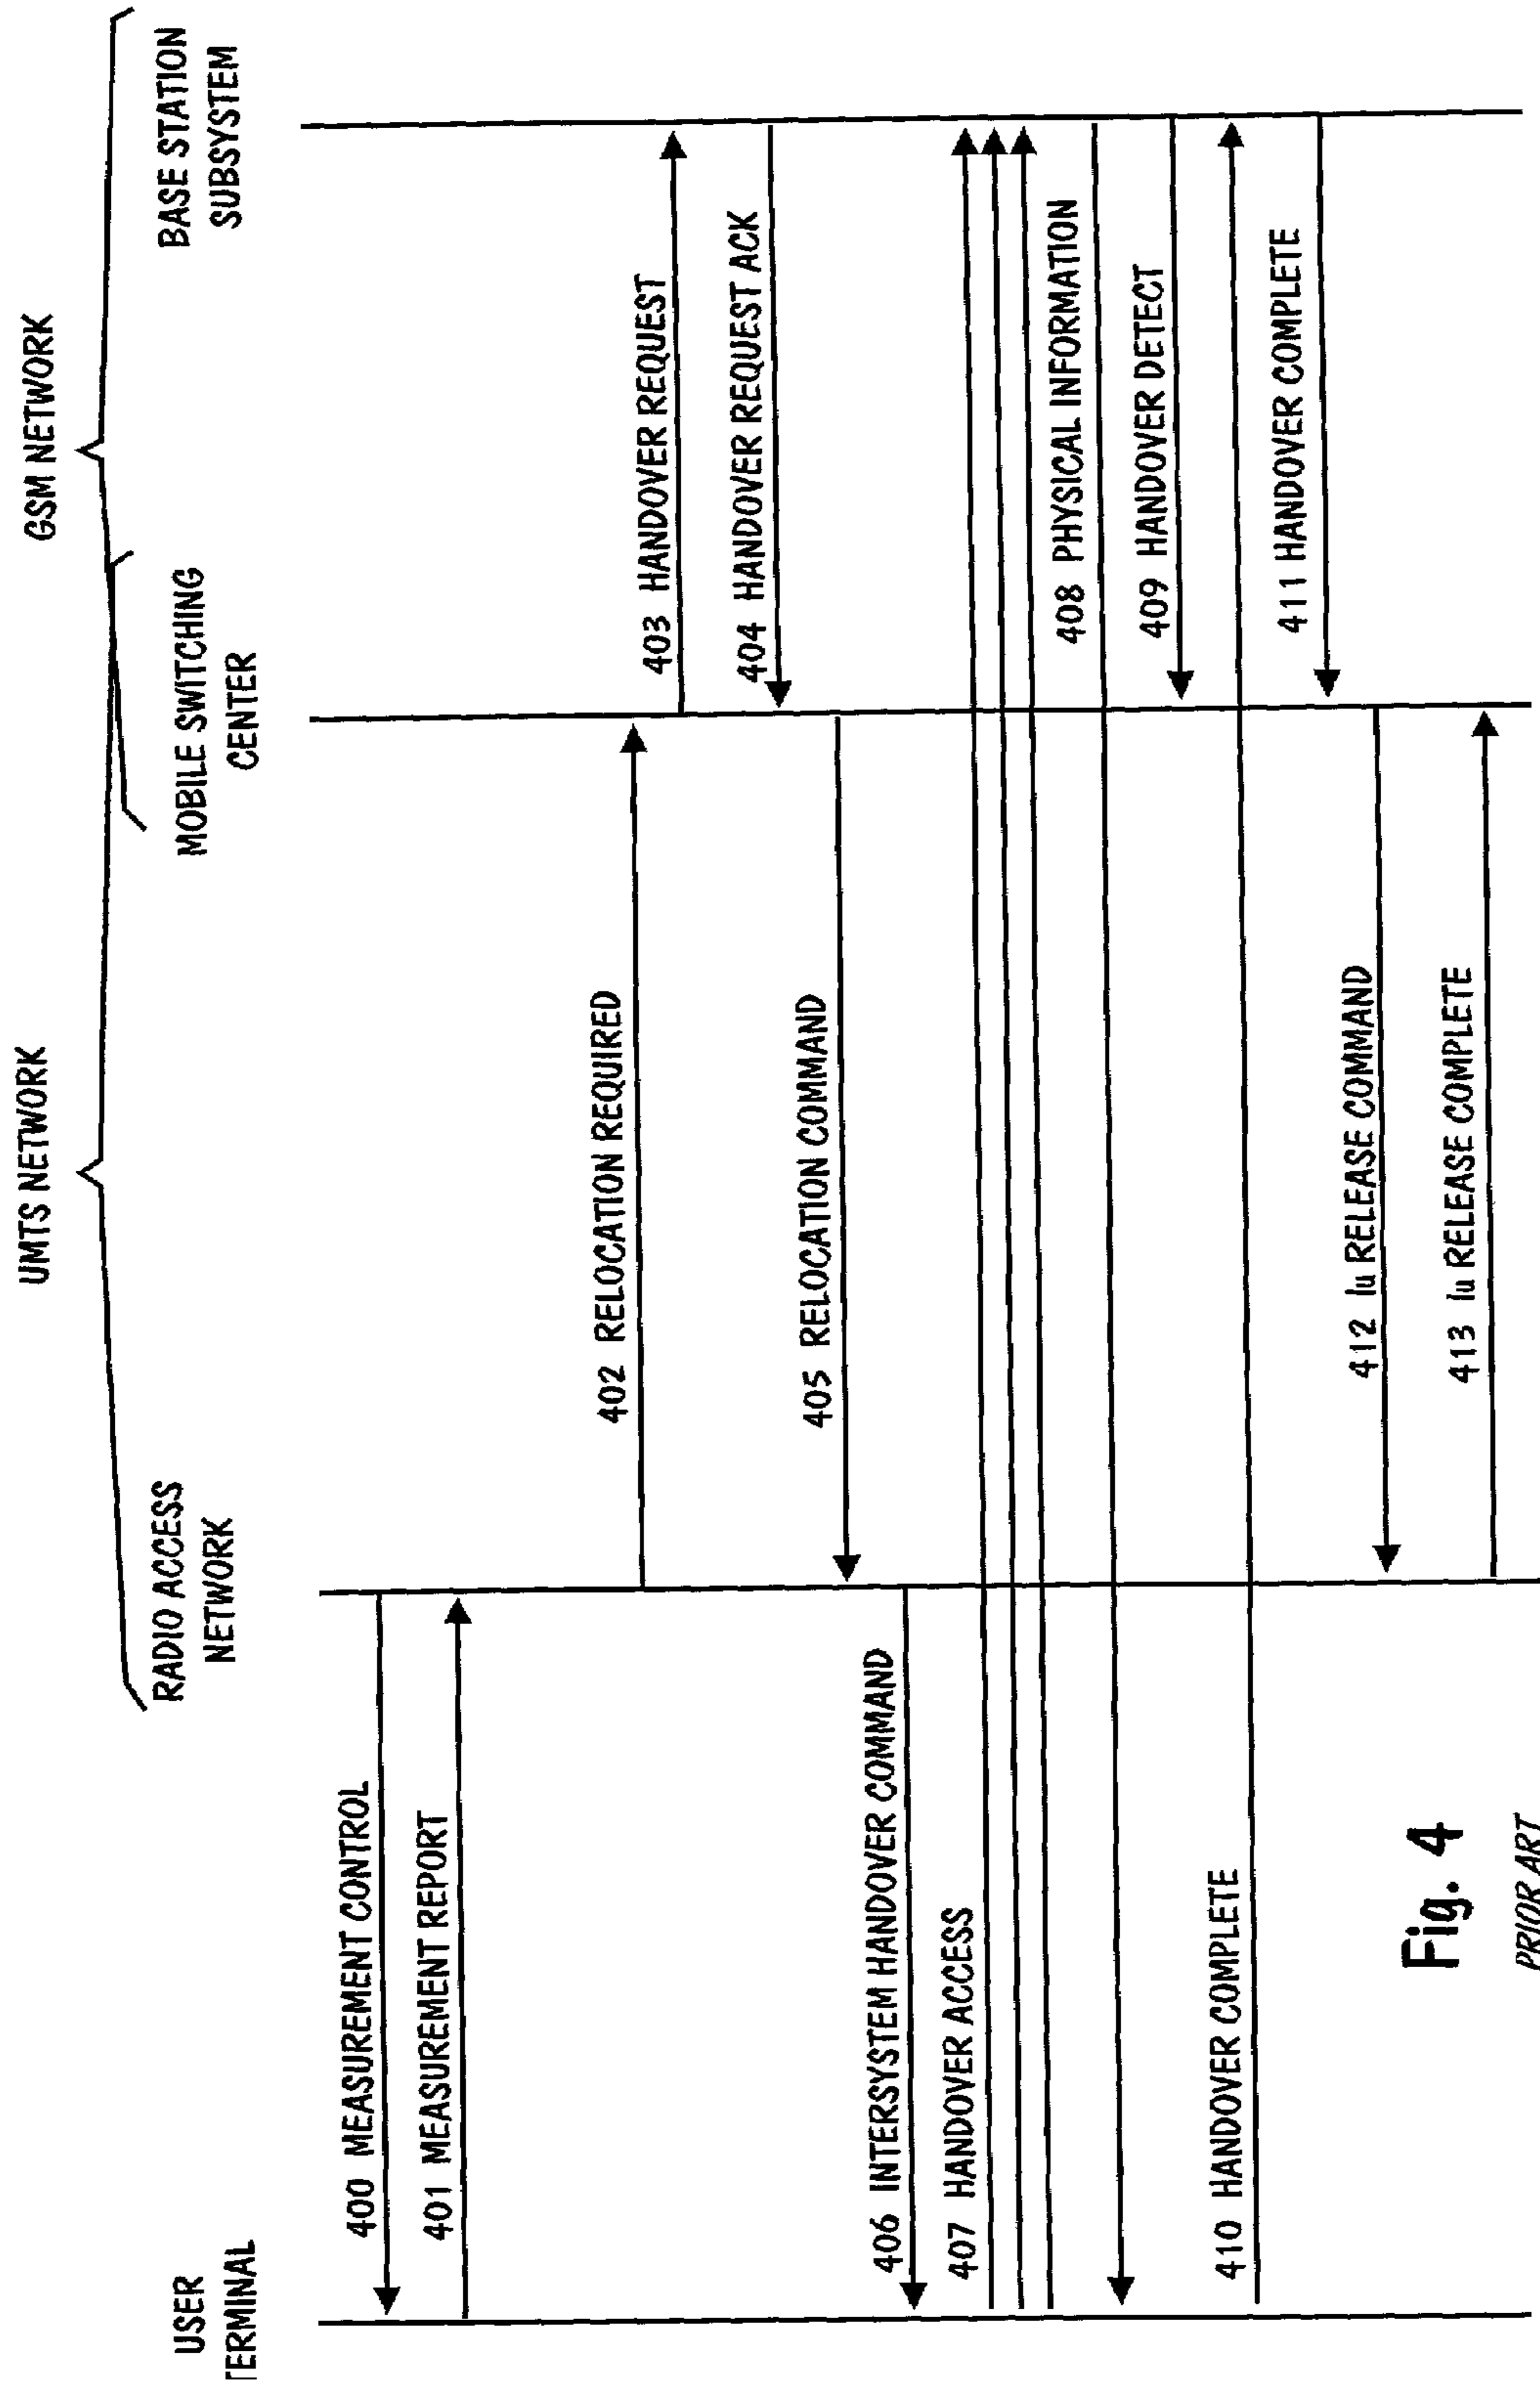 UMTS NETWORK
GSM NETWORK
USER
TERMINAL
RADIO ACCESS
NETWORK
MOBILE SWITCHING
CENTER
BASE STATION
SUBSYSTEM
400 MEASUREMENT CONTROL
401 MEASUREMENT REPORT
402 RELOCATION REQUIRED
403 HANDOVER REQUEST
404 HANDOVER REQUEST ACK
405 RELOCATION COMMAND
406 INTERSYSTEM HANDOVER COMMAND
407 HANDOVER ACCESS
408 PHYSICAL INFORMATION
409 HANDOVER DETECT
410 HANDOVER COMPLETE
411 HANDOVER COMPLETE
412 Iu RELEASE COMMAND
413 Iu RELEASE COMPLETE
Fig. 4
PRIOR ART